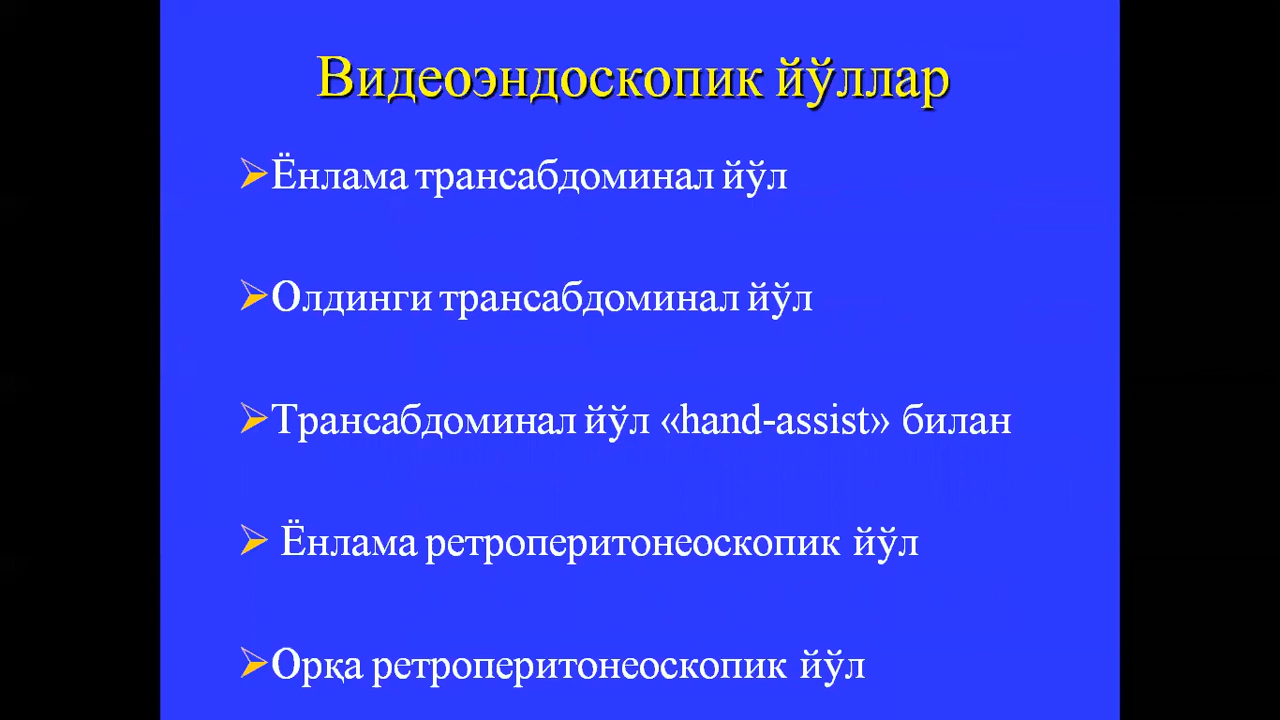 Видеоэндоскопик йўллар
Ёнлама трансабдоминал йўл
Олдинги трансабдоминал йўл
Трансабдоминал йўл «hand-assist» билан
Ёнлама ретроперитонеоскопик йўл
Орқа ретроперитонеоскопик йўл